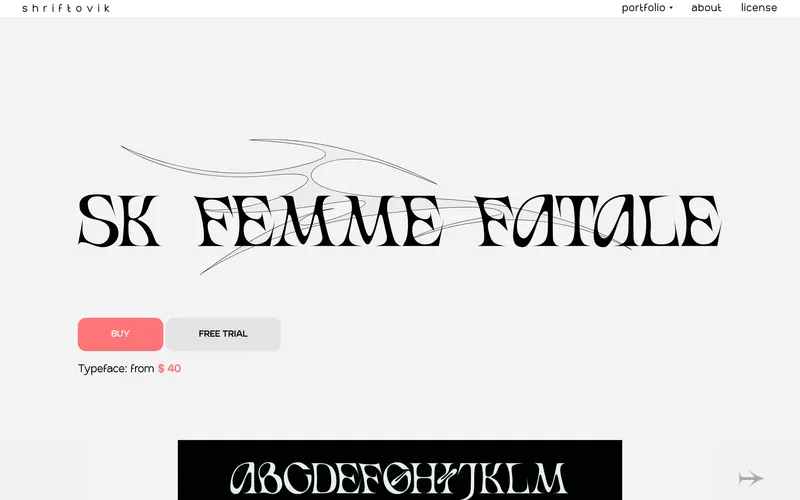 shriftovik
portfolio about license
SK FEMME FATALE
BUY FREE TRIAL
Typeface: from $ 40
ABCDEFGHIJKLM